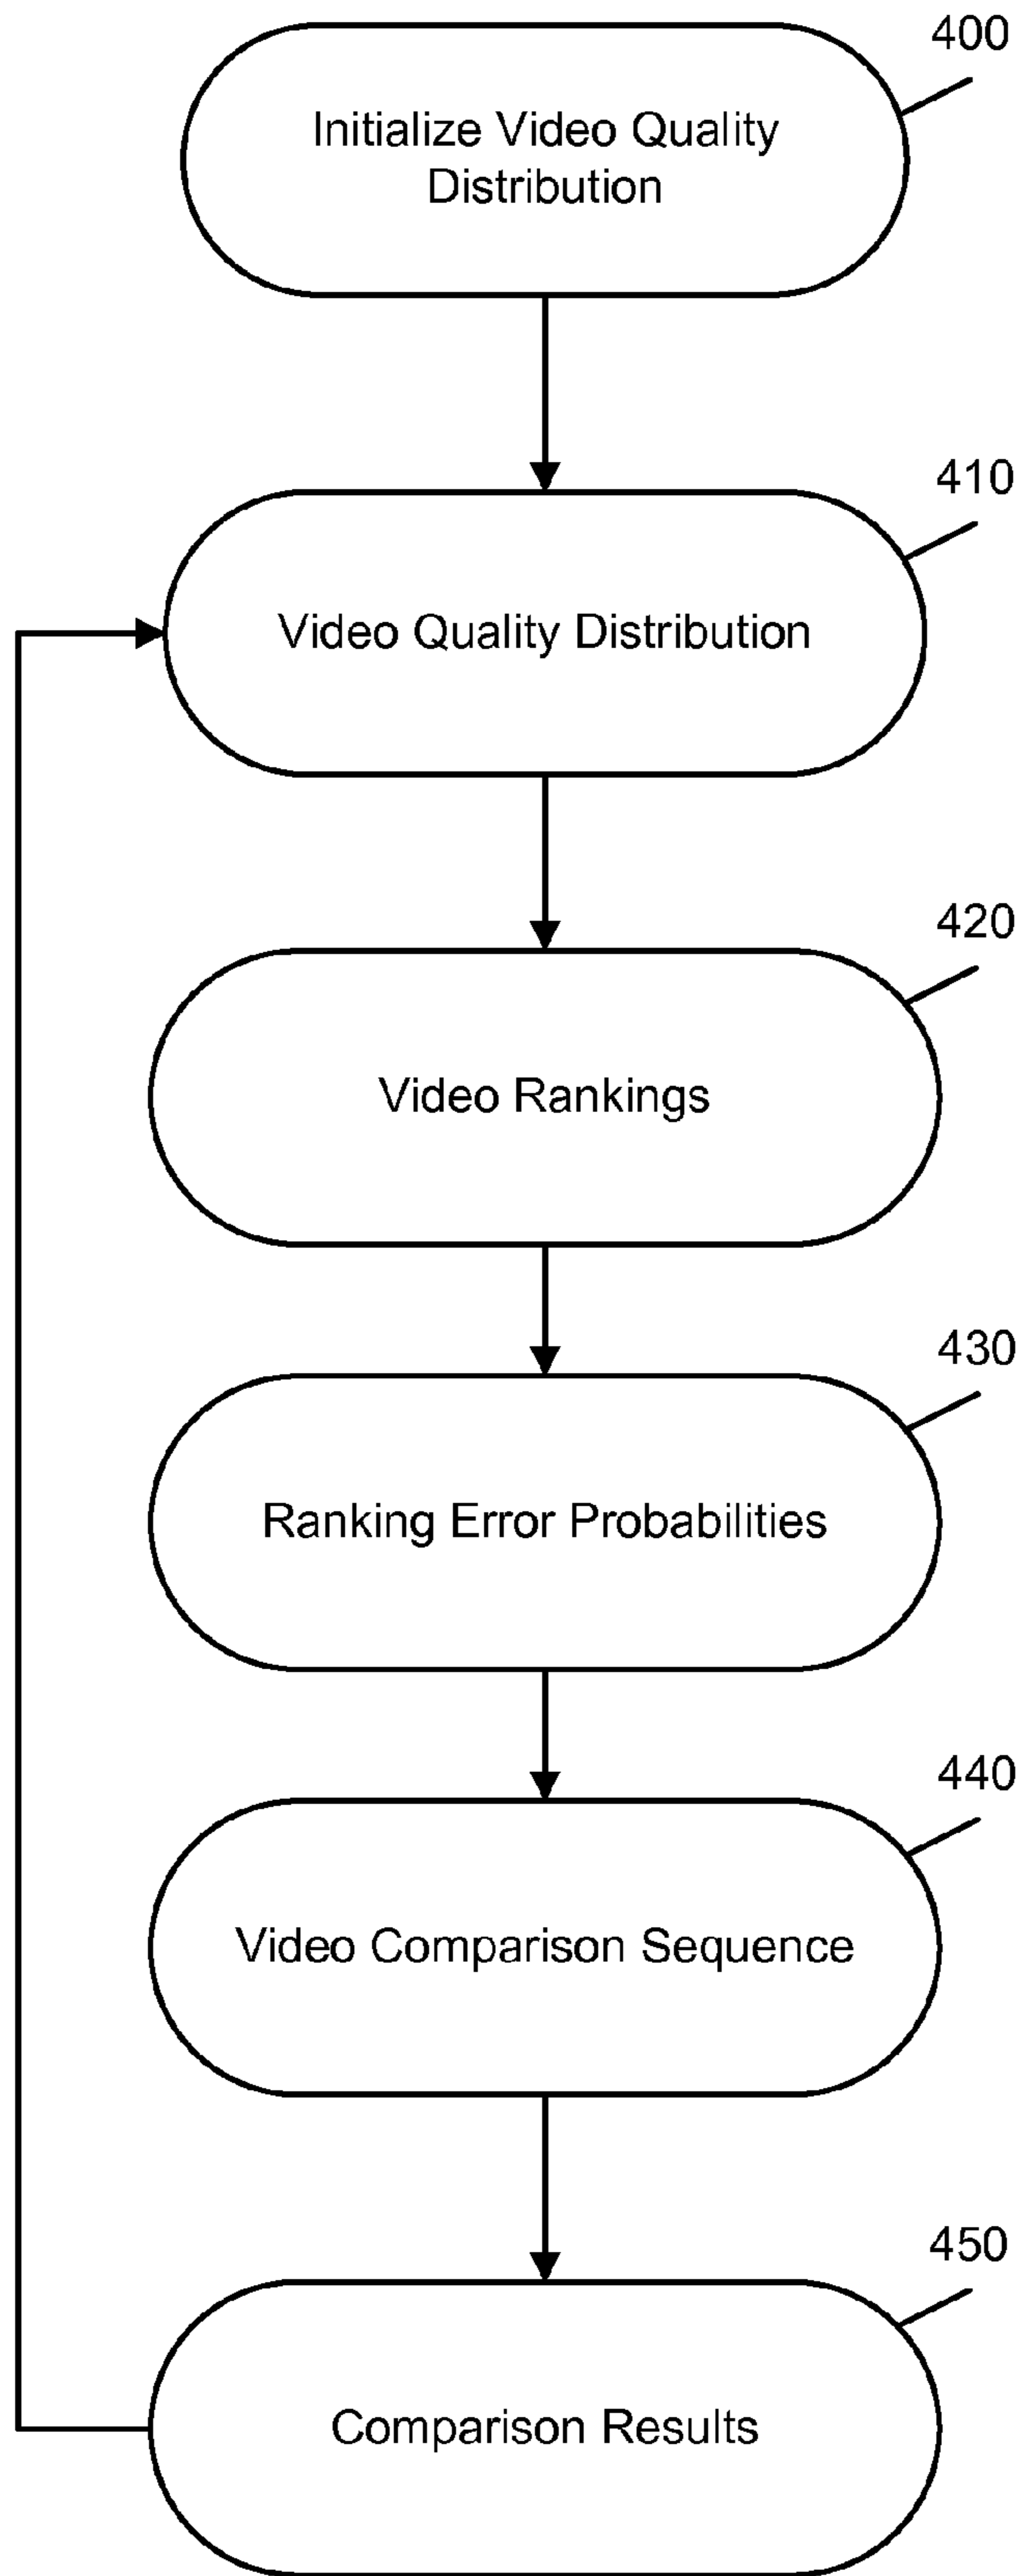 400
Initialize Video Quality
Distribution
410
Video Quality Distribution
420
Video Rankings
430
Ranking Error Probabilities
440
Video Comparison Sequence
450
Comparison Results